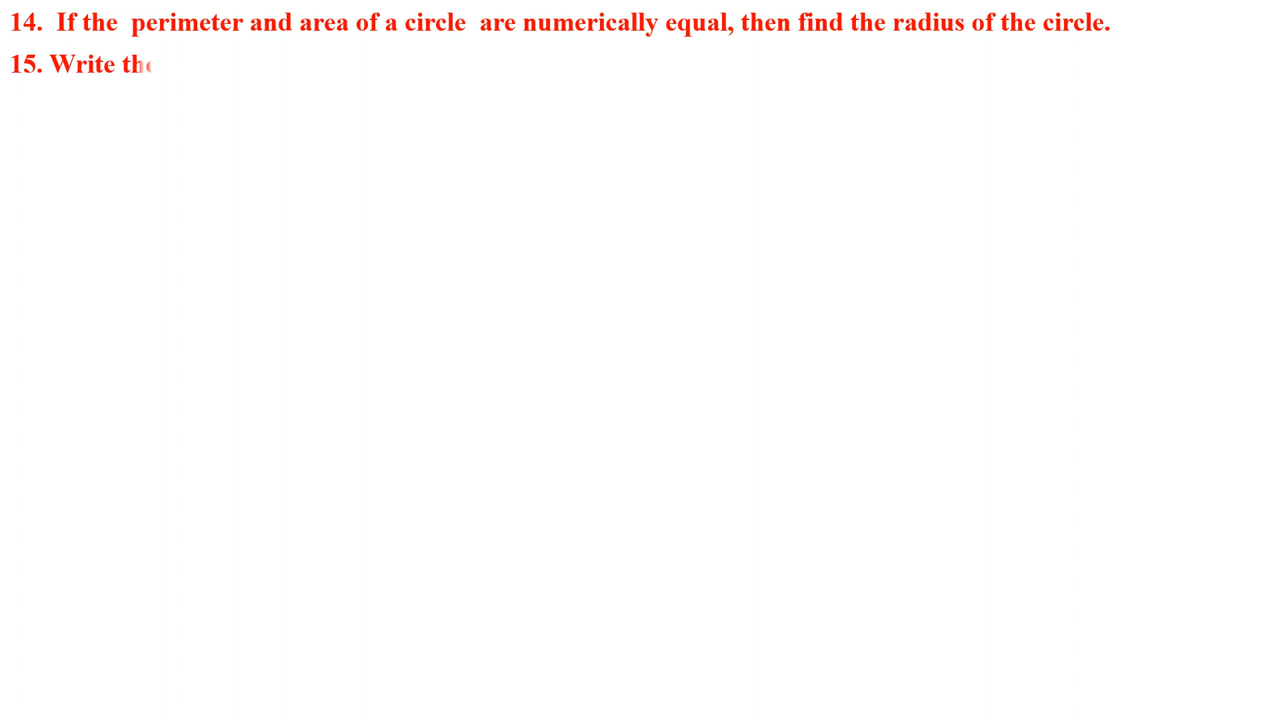 14.  If the  perimeter and area of a circle  are numerically equal, then find the radius of the circle.
15. Write the